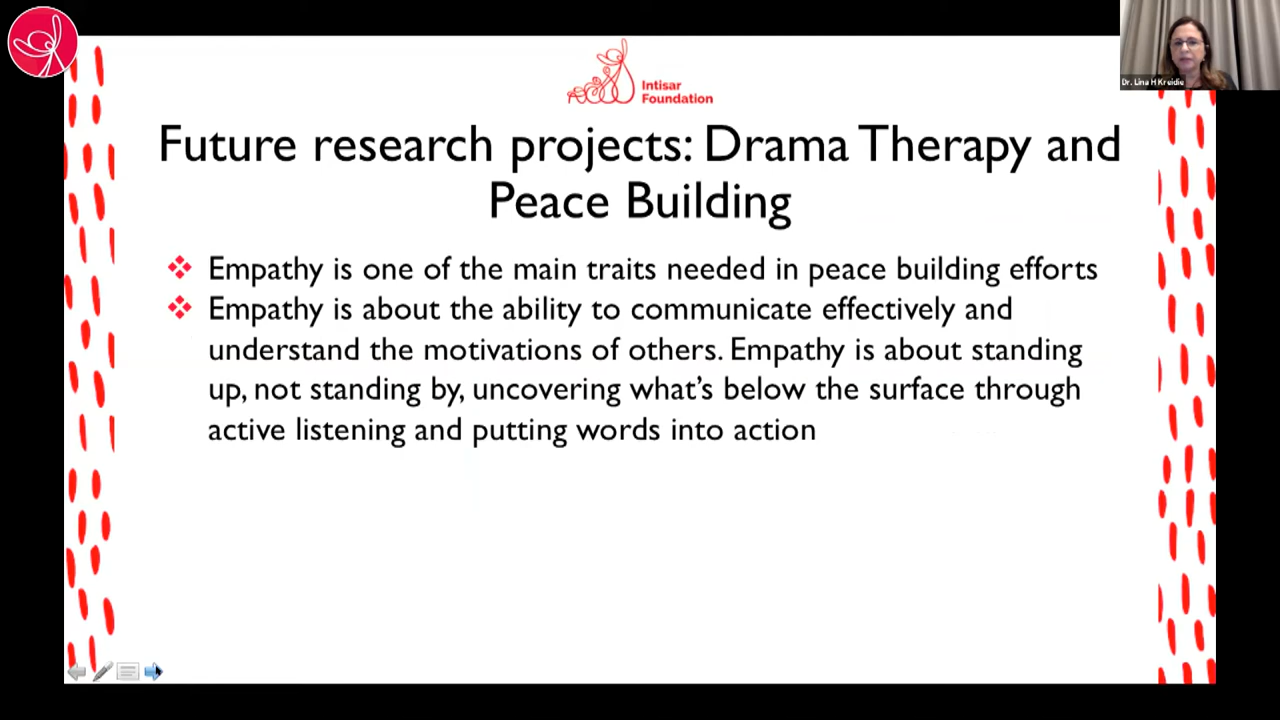 Dr. Lina H Kreidie
Intisar
Foundation
Future research projects: Drama Therapy and
Peace Building
❖ Empathy is one of the main traits needed in peace building efforts
❖ Empathy is about the ability to communicate effectively and
understand the motivations of others. Empathy is about standing
up, not standing by, uncovering what's below the surface through
active listening and putting words into action